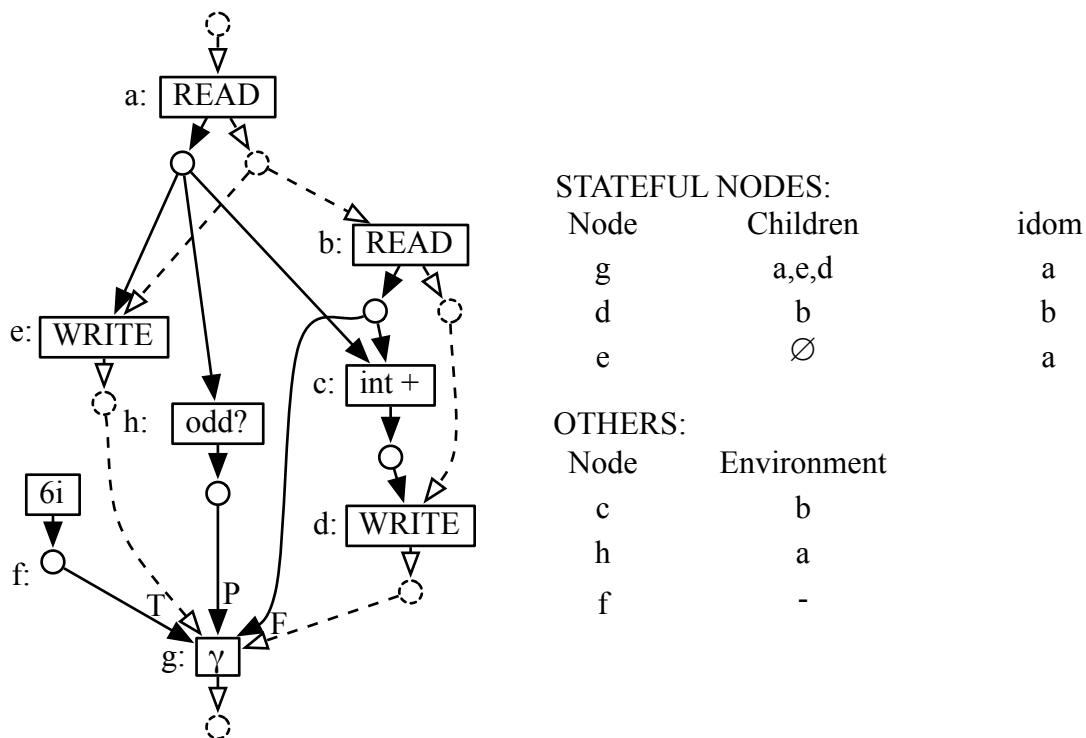 a: READ
b: READ
e: WRITE
c: int +
h: odd?
6i
d: WRITE
f:
T P F
g: γ
STATEFUL NODES:
Node Children idom
g a,e,d a
d b b
e ∅ a
OTHERS:
Node Environment
c b
h a
f -